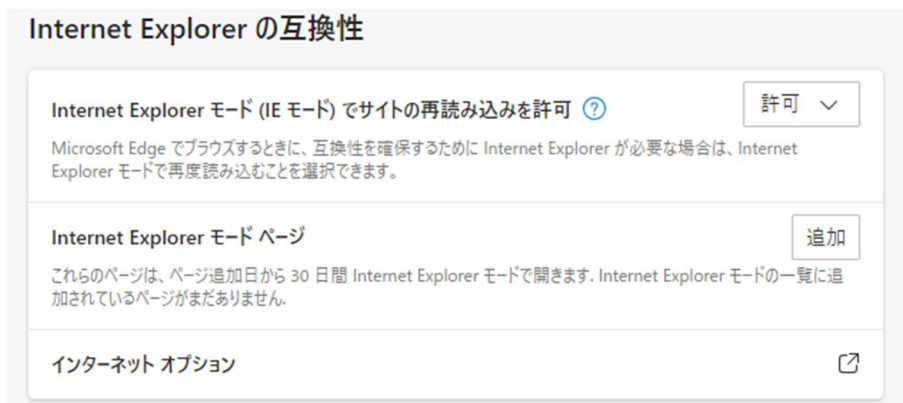 Internet Explorer の互換性
Internet Explorer モード (IE モード) でサイトの再読み込みを許可 ?
許可
Microsoft Edge でブラウズするときに、互換性を確保するために Internet Explorer が必要な場合は、Internet
Explorer モードで再度読み込むことを選択できます。
Internet Explorer モード ページ
追加
これらのページは、ページ追加日から 30 日間 Internet Explorer モードで開きます. Internet Explorer モードの一覧に追
加されているページがまだありません.
インターネット オプション